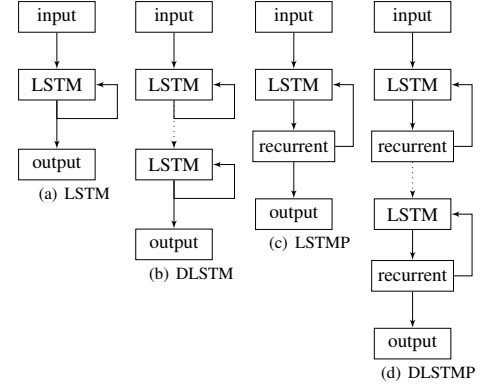 input
LSTM
output
(a) LSTM
input
LSTM
LSTM
output
(b) DLSTM
input
LSTM
recurrent
output
(c) LSTMP
input
LSTM
recurrent
LSTM
recurrent
output
(d) DLSTMP